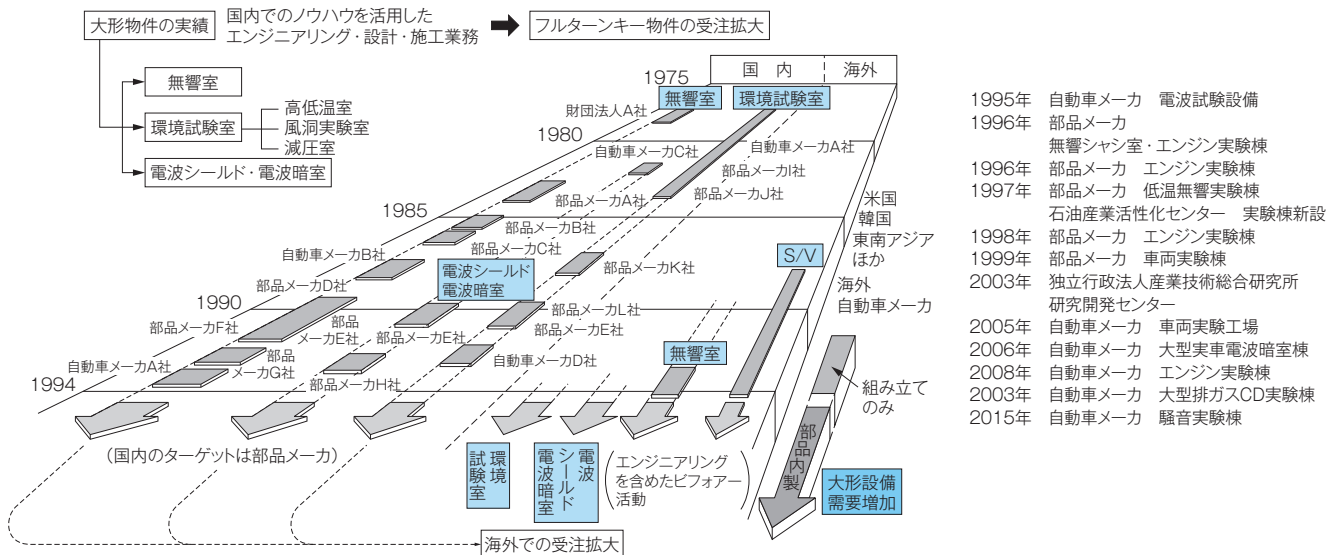 大形物件の実績
国内でのノウハウを活用した
エンジニアリング・設計・施工業務
フルターンキー物件の受注拡大
無響室
環境試験室
高低温室
風洞実験室
減圧室
電波シールド・電波暗室
国 内
海外
1975
無響室
環境試験室
財団法人A社
1980
自動車メーカC社
自動車メーカA社
部品メーカI社
部品メーカA社
部品メーカJ社
1985
部品メーカB社
自動車メーカB社
部品メーカC社
部品メーカK社
電波シールド
電波暗室
部品メーカD社
1990
部品メーカF社
部品
メーカE社
部品メーカE社
部品メーカL社
部品メーカE社
自動車メーカA社
部品
メーカG社
部品メーカH社
自動車メーカD社
1994
米国
韓国
東南アジア
ほか
S/V
海外
自動車メーカ
無響室
組み立て
のみ
部品内製
(国内のターゲットは部品メーカ)
環境
試験室
電波
シールド
電波暗室
(エンジニアリング
を含めたビフォアー
活動)
大形設備
需要増加
海外での受注拡大
1995年 自動車メーカ 電波試験設備
1996年 部品メーカ
無響シャシ室・エンジン実験棟
1996年 部品メーカ エンジン実験棟
1997年 部品メーカ 低温無響実験棟
石油産業活性化センター 実験棟新設
1998年 部品メーカ エンジン実験棟
1999年 部品メーカ 車両実験棟
2003年 独立行政法人産業技術総合研究所
研究開発センター
2005年 自動車メーカ 車両実験工場
2006年 自動車メーカ 大型実車電波暗室棟
2008年 自動車メーカ エンジン実験棟
2003年 自動車メーカ 大型排ガスCD実験棟
2015年 自動車メーカ 騒音実験棟